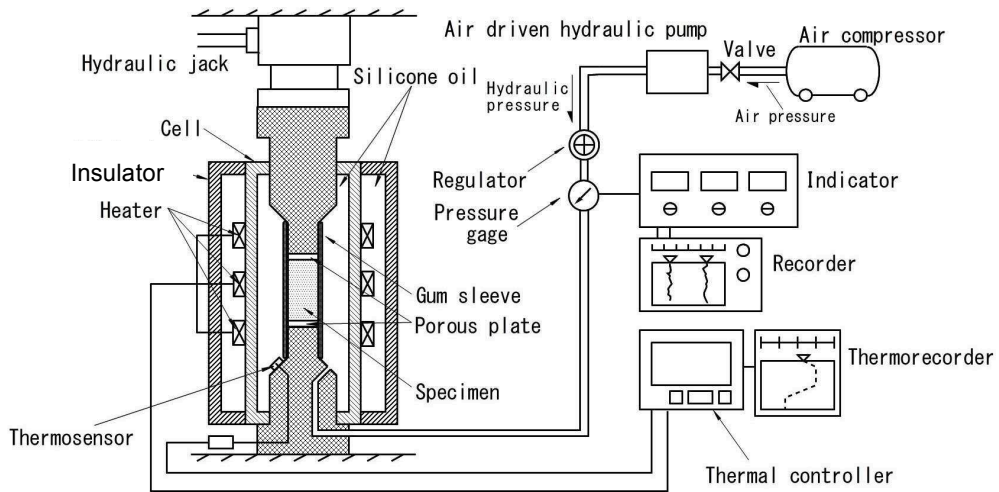 Air driven hydraulic pump
Valve
Air compressor
Hydraulic jack
Silicone oil
Hydraulic
pressure
Air pressure
Cell
Insulator
Regulator
Indicator
Heater
Pressure
gage
Recorder
Gum sleeve
Porous plate
Thermorecorder
Specimen
Thermosensor
Thermal controller